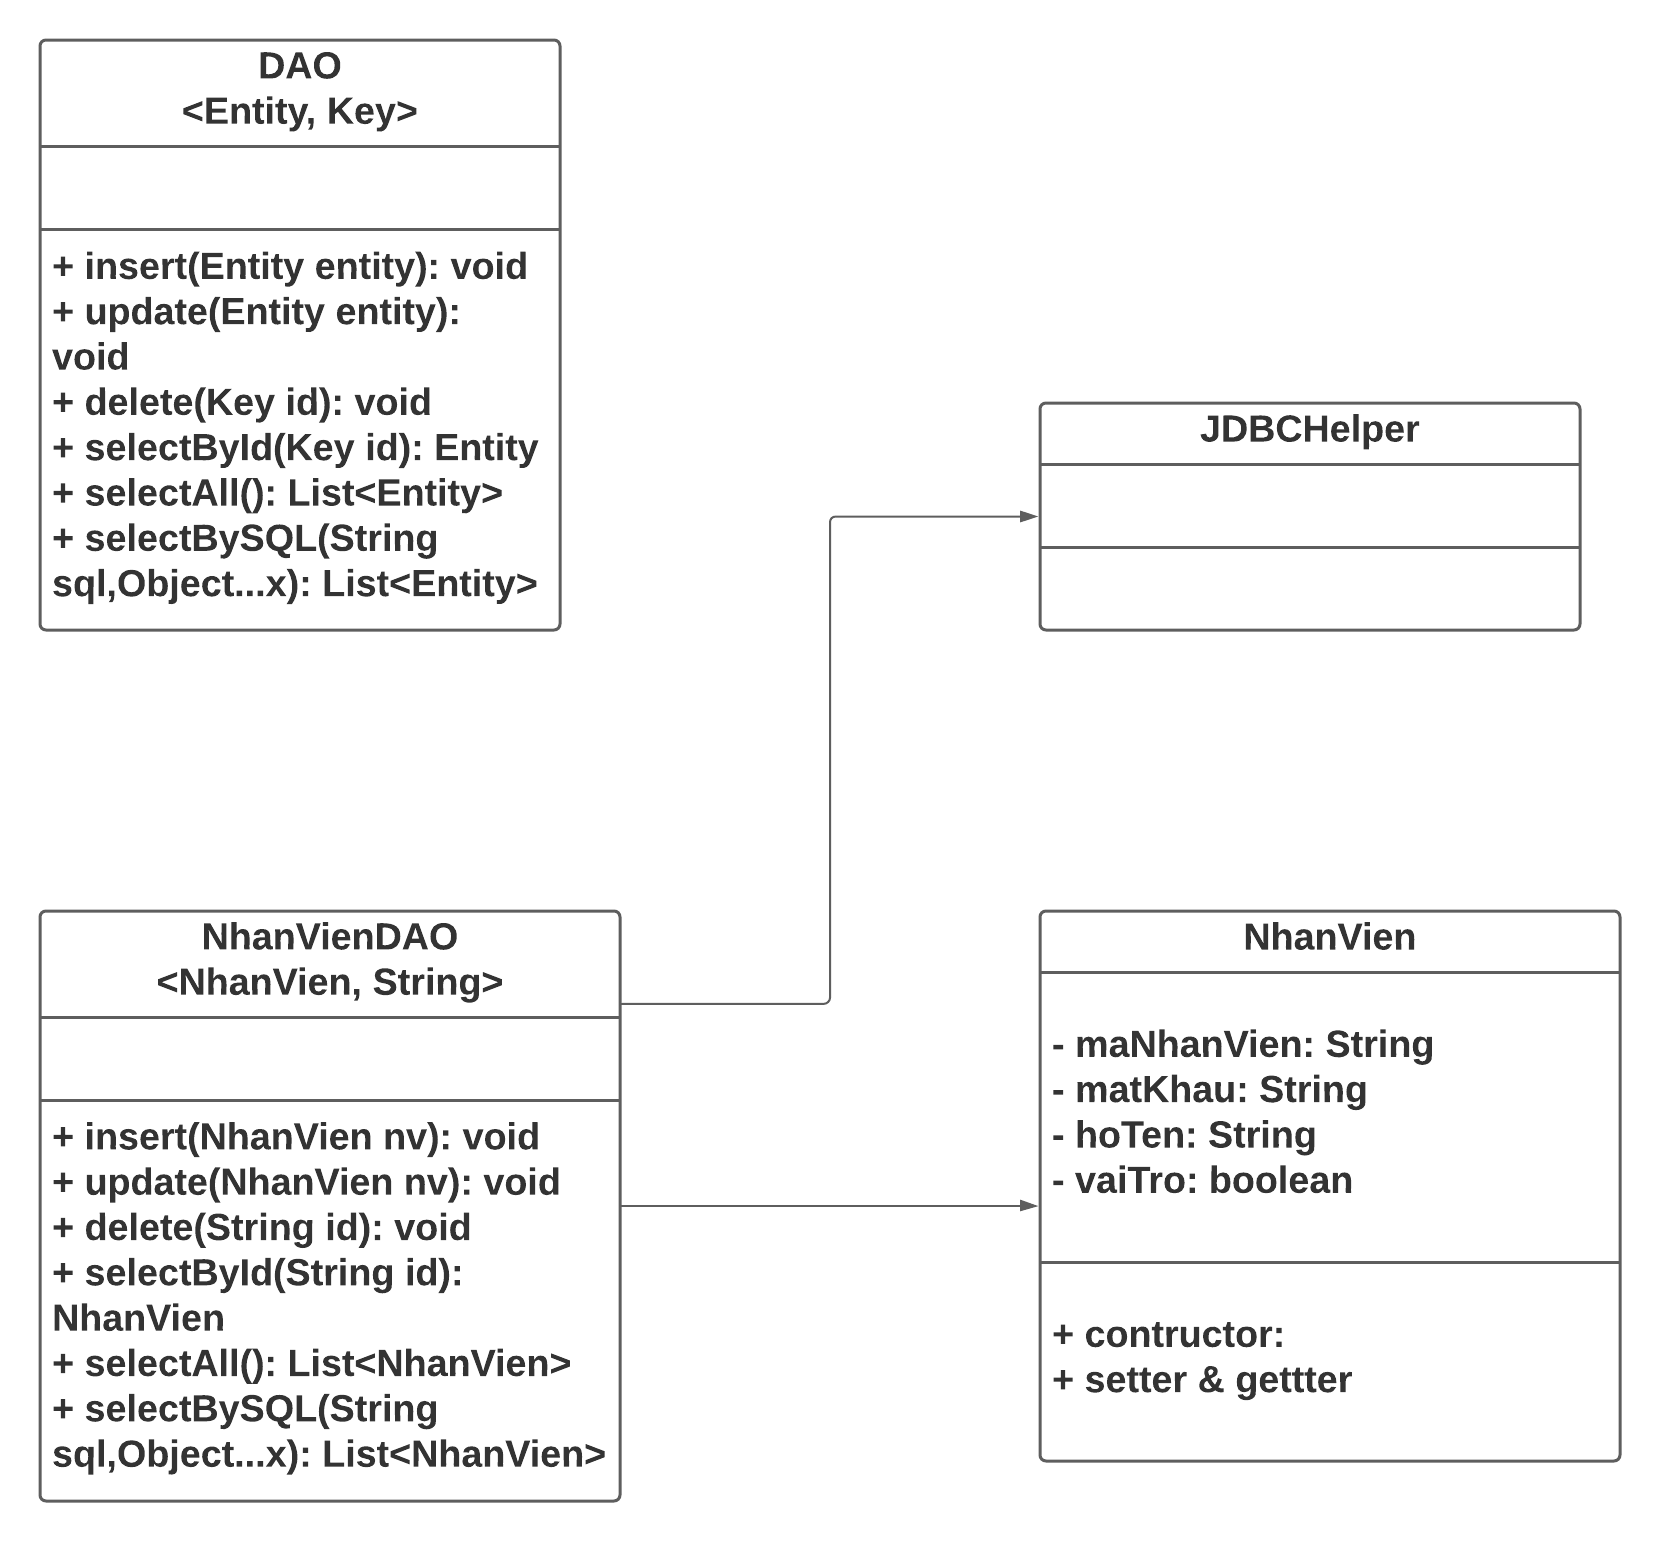 DAO
<Entity, Key>
+ insert(Entity entity): void
+ update(Entity entity):
void
+ delete(Key id): void
+ selectById(Key id): Entity
+ selectAll(): List<Entity>
+ selectBySQL(String
sql,Object...x): List<Entity>
JDBCHelper
NhanVienDAO
<NhanVien, String>
+ insert(NhanVien nv): void
+ update(NhanVien nv): void
+ delete(String id): void
+ selectById(String id):
NhanVien
+ selectAll(): List<NhanVien>
+ selectBySQL(String
sql,Object...x): List<NhanVien>
NhanVien
- maNhanVien: String
- matKhau: String
- hoTen: String
- vaiTro: boolean
+ contructor:
+ setter & gettter